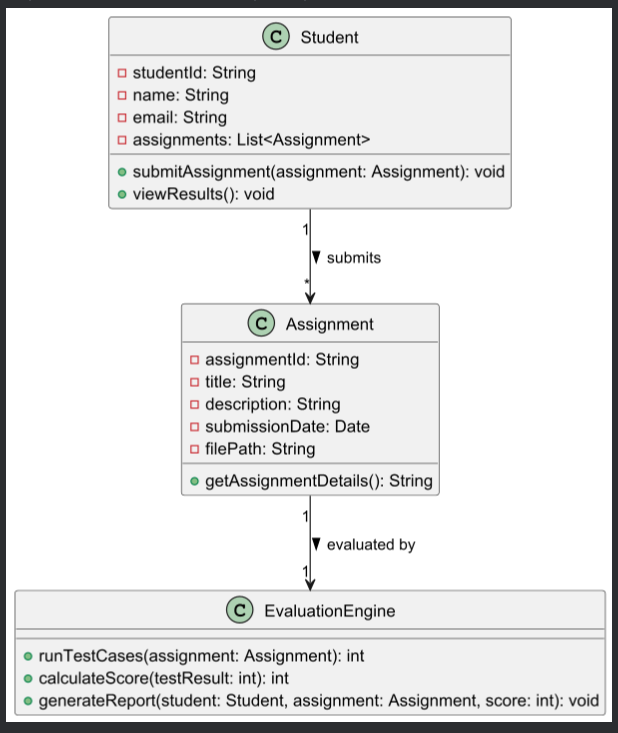 C Student
studentId: String
name: String
email: String
assignments: List<Assignment>
submitAssignment(assignment: Assignment): void
viewResults(): void
1
submits
*
C Assignment
assignmentId: String
title: String
description: String
submissionDate: Date
filePath: String
getAssignmentDetails(): String
1
evaluated by
1
C EvaluationEngine
runTestCases(assignment: Assignment): int
calculateScore(testResult: int): int
generateReport(student: Student, assignment: Assignment, score: int): void